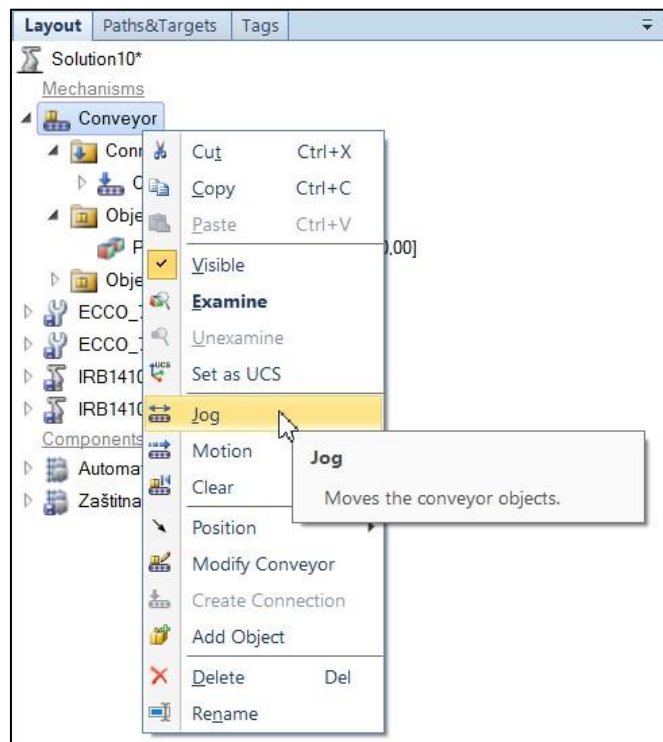 Layout Paths&Targets Tags
Solution10*
Mechanisms
Conveyor
Conn
Cut Ctrl+X
Copy Ctrl+C
Obje
Paste Ctrl+V
,00]
Visible
Obje
ECCO_
Examine
ECCO_
Unexamine
IRB1410
Set as UCS
IRB1410
Jog
Components
Motion
Jog
Automa
Clear
Moves the conveyor objects.
Zaštitna
Position
Modify Conveyor
Create Connection
Add Object
Delete Del
Rename